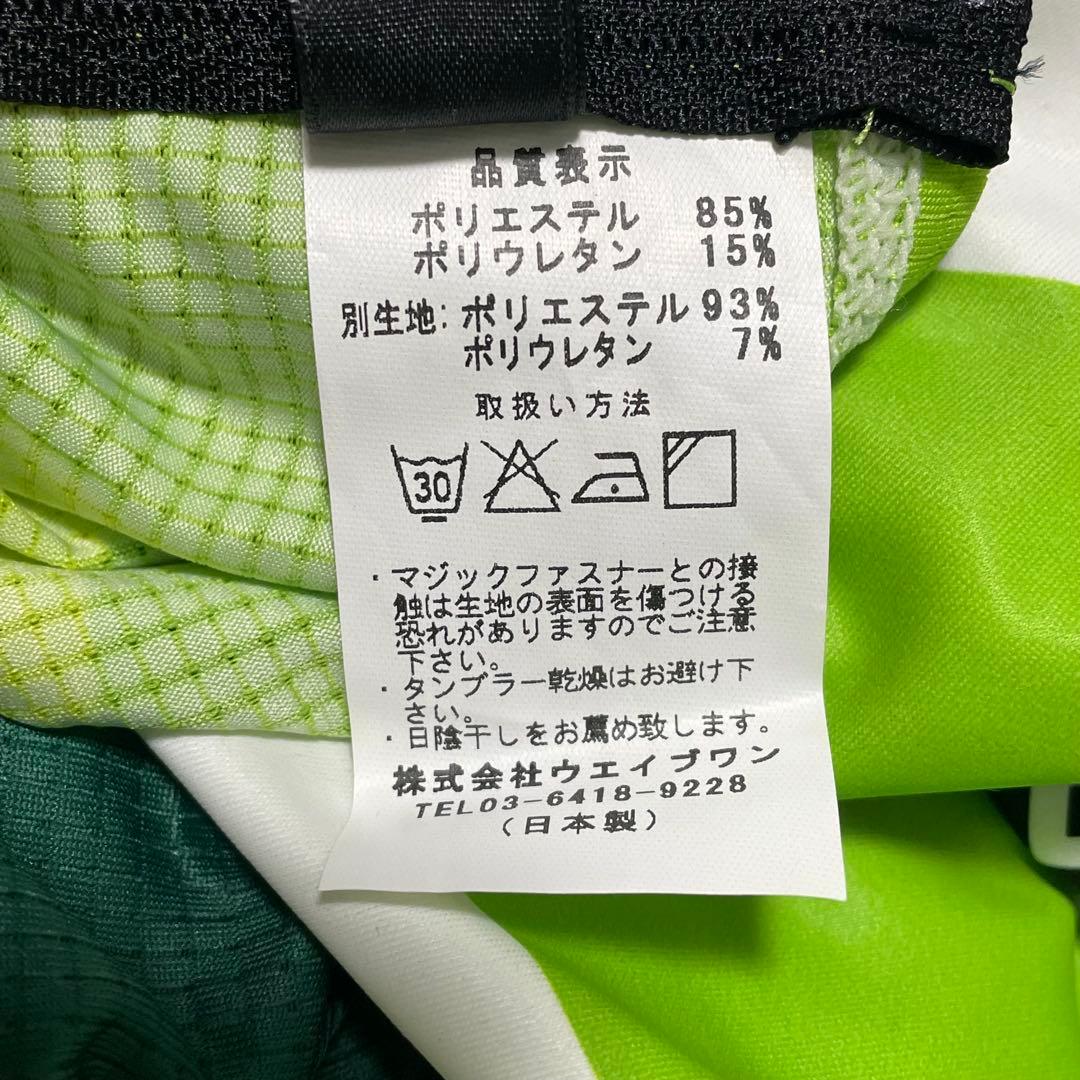 品質表示
ポリエステル 85%
ポリウレタン 15%
別生地:ポリエステル 93%
ポリウレタン 7%
取扱い方法
30
・マジックファスナーとの接
触は生地の表面を傷つける
恐れがありますのでご注意
下さい。
・タンブラー乾燥はお避け下
さい。
・日陰干しをお薦め致します。
株式会社ウエイブワン
TEL03-6418-9228
(日本製)